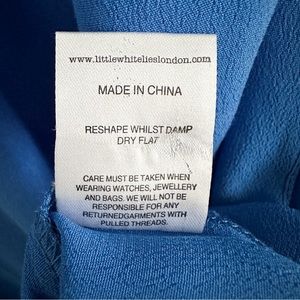 www.littlewhitelieslondon.com
MADE IN CHINA
RESHAPE WHILST DAMP
DRY FLAT
CARE MUST BE TAKEN WHEN
WEARING WATCHES, JEWELLERY
AND BAGS. WE WILL NOT BE
RESPONSIBLE FOR ANY
RETURNEDGARMENTS WITH
PULLED THREADS.